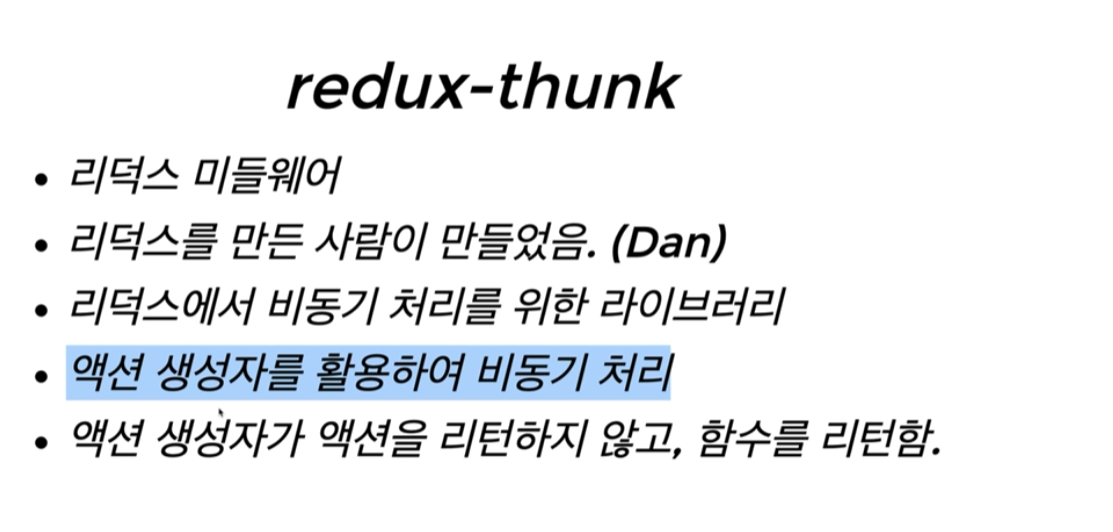 redux-thunk
• 리덕스 미들웨어
• 리덕스를 만든 사람이 만들었음. (Dan)
• 리덕스에서 비동기 처리를 위한 라이브러리
• 액션 생성자를 활용하여 비동기 처리
• 액션 생성자가 액션을 리턴하지 않고, 함수를 리턴함.